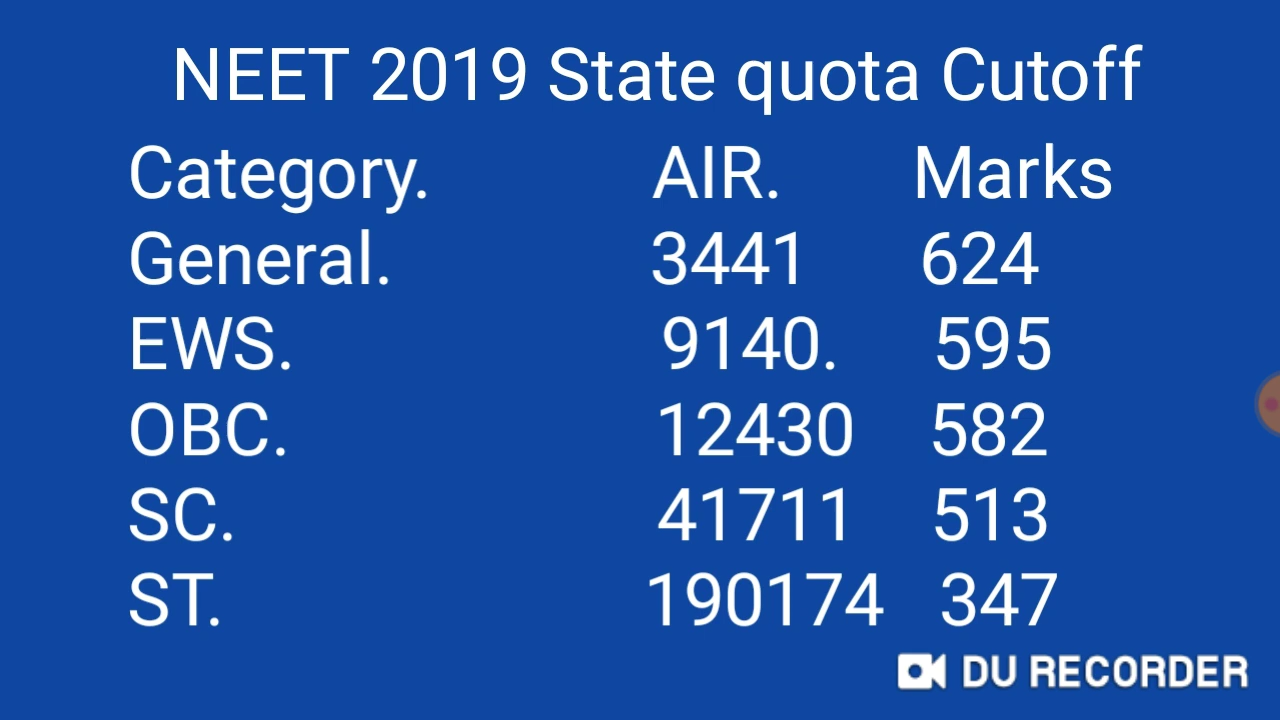 NEET 2019 State quota Cutoff
Category. AIR. Marks
General. 3441 624
EWS. 9140. 595
OBC. 12430 582
SC. 41711 513
ST. 190174 347
DU RECORDER